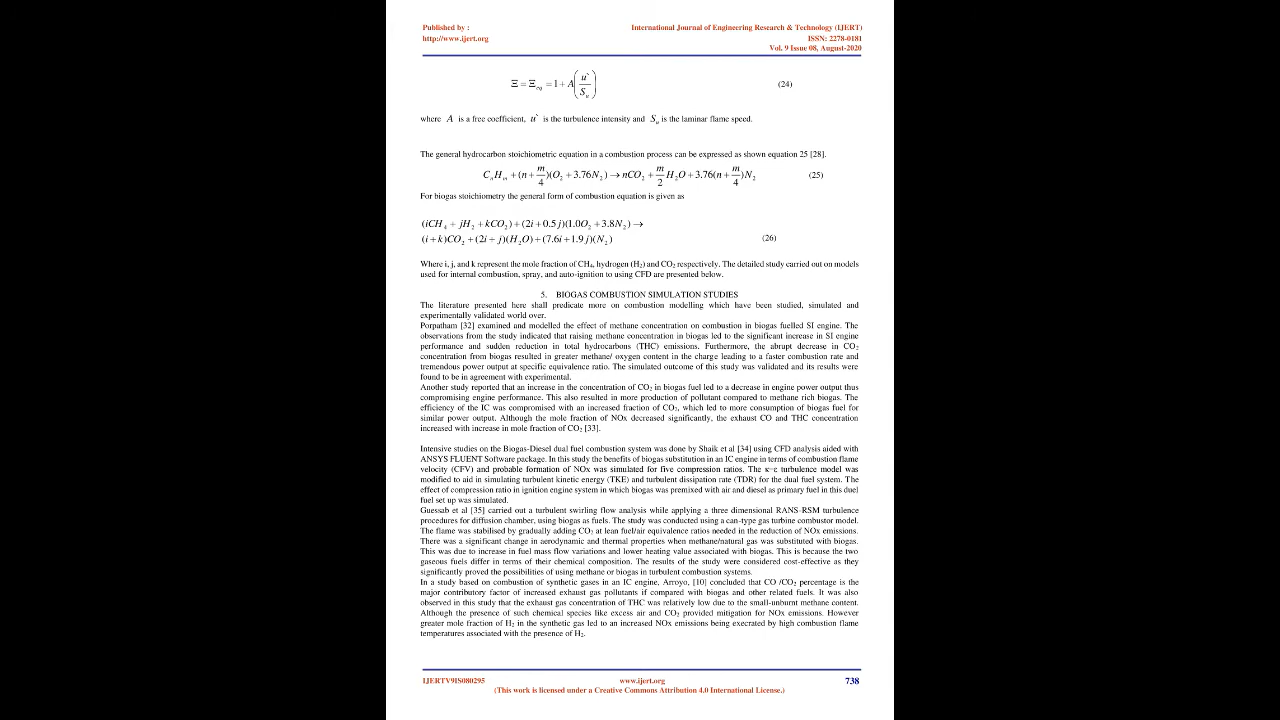 Published by :
International Journal of Engineering Research & Technology (IJERT)
http://www.ijert.org
ISSN: 2278-0181
Vol. 9 Issue 08, August-2020
Ξ = Ξeq = 1 + A(u` / Su) (24)
where A is a free coefficient, u` is the turbulence intensity and Su is the laminar flame speed.
The general hydrocarbon stoichiometric equation in a combustion process can be expressed as shown equation 25 [28].
CnHm + (n + m/4)(O2 + 3.76N2) → nCO2 + m/2 H2O + 3.76(n + m/4)N2 (25)
For biogas stoichiometry the general form of combustion equation is given as
(iCH4 + jH2 + kCO2) + (2i + 0.5j)(1.0O2 + 3.8N2) →
(i + k)CO2 + (2i + j)(H2O) + (7.6i + 1.9j)(N2) (26)
Where i, j, and k represent the mole fraction of CH4, hydrogen (H2) and CO2 respectively. The detailed study carried out on models
used for internal combustion, spray, and auto-ignition to using CFD are presented below.
5. BIOGAS COMBUSTION SIMULATION STUDIES
The literature presented here shall predicate more on combustion modelling which have been studied, simulated and
experimentally validated world over.
Porpatham [32] examined and modelled the effect of methane concentration on combustion in biogas fuelled SI engine. The
observations from the study indicated that raising methane concentration in biogas led to the significant increase in SI engine
performance and sudden reduction in total hydrocarbons (THC) emissions. Furthermore, the abrupt decrease in CO2
concentration from biogas resulted in greater methane/ oxygen content in the charge leading to a faster combustion rate and
tremendous power output at specific equivalence ratio. The simulated outcome of this study was validated and its results were
found to be in agreement with experimental.
Another study reported that an increase in the concentration of CO2 in biogas fuel led to a decrease in engine power output thus
compromising engine performance. This also resulted in more production of pollutant compared to methane rich biogas. The
efficiency of the IC was compromised with an increased fraction of CO2, which led to more consumption of biogas fuel for
similar power output. Although the mole fraction of NOx decreased significantly, the exhaust CO and THC concentration
increased with increase in mole fraction of CO2 [33].
Intensive studies on the Biogas-Diesel dual fuel combustion system was done by Shaik et al [34] using CFD analysis aided with
ANSYS FLUENT Software package. In this study the benefits of biogas substitution in an IC engine in terms of combustion flame
velocity (CFV) and probable formation of NOx was simulated for five compression ratios. The κ−ε turbulence model was
modified to aid in simulating turbulent kinetic energy (TKE) and turbulent dissipation rate (TDR) for the dual fuel system. The
effect of compression ratio in ignition engine system in which biogas was premixed with air and diesel as primary fuel in this duel
fuel set up was simulated.
Guessab et al [35] carried out a turbulent swirling flow analysis while applying a three dimensional RANS-RSM turbulence
procedures for diffusion chamber, using biogas as fuels. The study was conducted using a can-type gas turbine combustor model.
The flame was stabilised by gradually adding CO2 at lean fuel/air equivalence ratios needed in the reduction of NOx emissions.
There was a significant change in aerodynamic and thermal properties when methane/natural gas was substituted with biogas.
This was due to increase in fuel mass flow variations and lower heating value associated with biogas. This is because the two
gaseous fuels differ in terms of their chemical composition. The results of the study were considered cost-effective as they
significantly proved the possibilities of using methane or biogas in turbulent combustion systems.
In a study based on combustion of synthetic gases in an IC engine, Arroyo, [10] concluded that CO /CO2 percentage is the
major contributory factor of increased exhaust gas pollutants if compared with biogas and other related fuels. It was also
observed in this study that the exhaust gas concentration of THC was relatively low due to the small-unburnt methane content.
Although the presence of such chemical species like excess air and CO2 provided mitigation for NOx emissions. However
greater mole fraction of H2 in the synthetic gas led to an increased NOx emissions being execrated by high combustion flame
temperatures associated with the presence of H2.
IJERTV9IS080295
www.ijert.org
738
(This work is licensed under a Creative Commons Attribution 4.0 International License.)